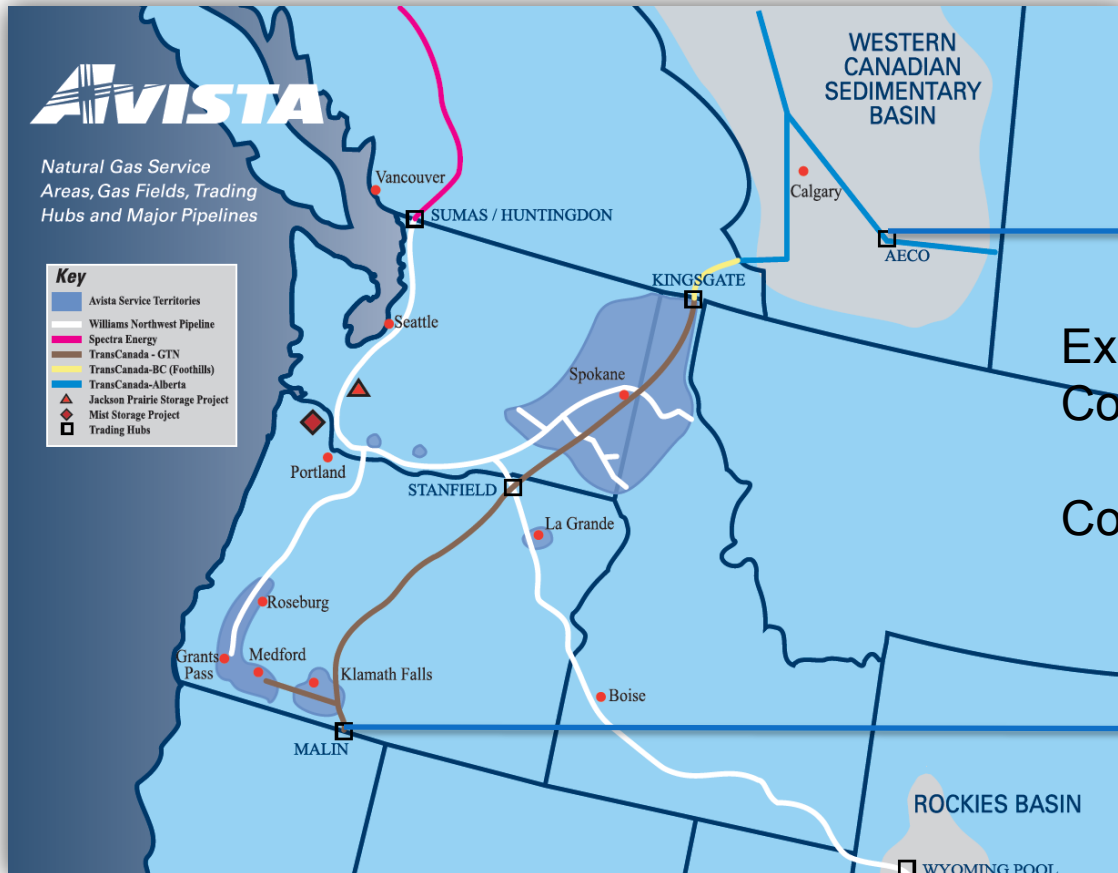 AVISTA
Natural Gas Service
Areas, Gas Fields, Trading
Hubs and Major Pipelines
Key
Avista Service Territories
Williams Northwest Pipeline
Spectra Energy
TransCanada - GTN
TransCanada-BC (Foothills)
TransCanada-Alberta
Jackson Prairie Storage Project
Mist Storage Project
Trading Hubs
WESTERN
CANADIAN
SEDIMENTARY
BASIN
Vancouver
Calgary
SUMAS / HUNTINGDON
AECO
KINGSGATE
Seattle
Ex
Spokane
Co
Portland
STANFIELD
Co
La Grande
Roseburg
Grants
Pass
Medford
Klamath Falls
Boise
MALIN
ROCKIES BASIN
WYOMING POOL